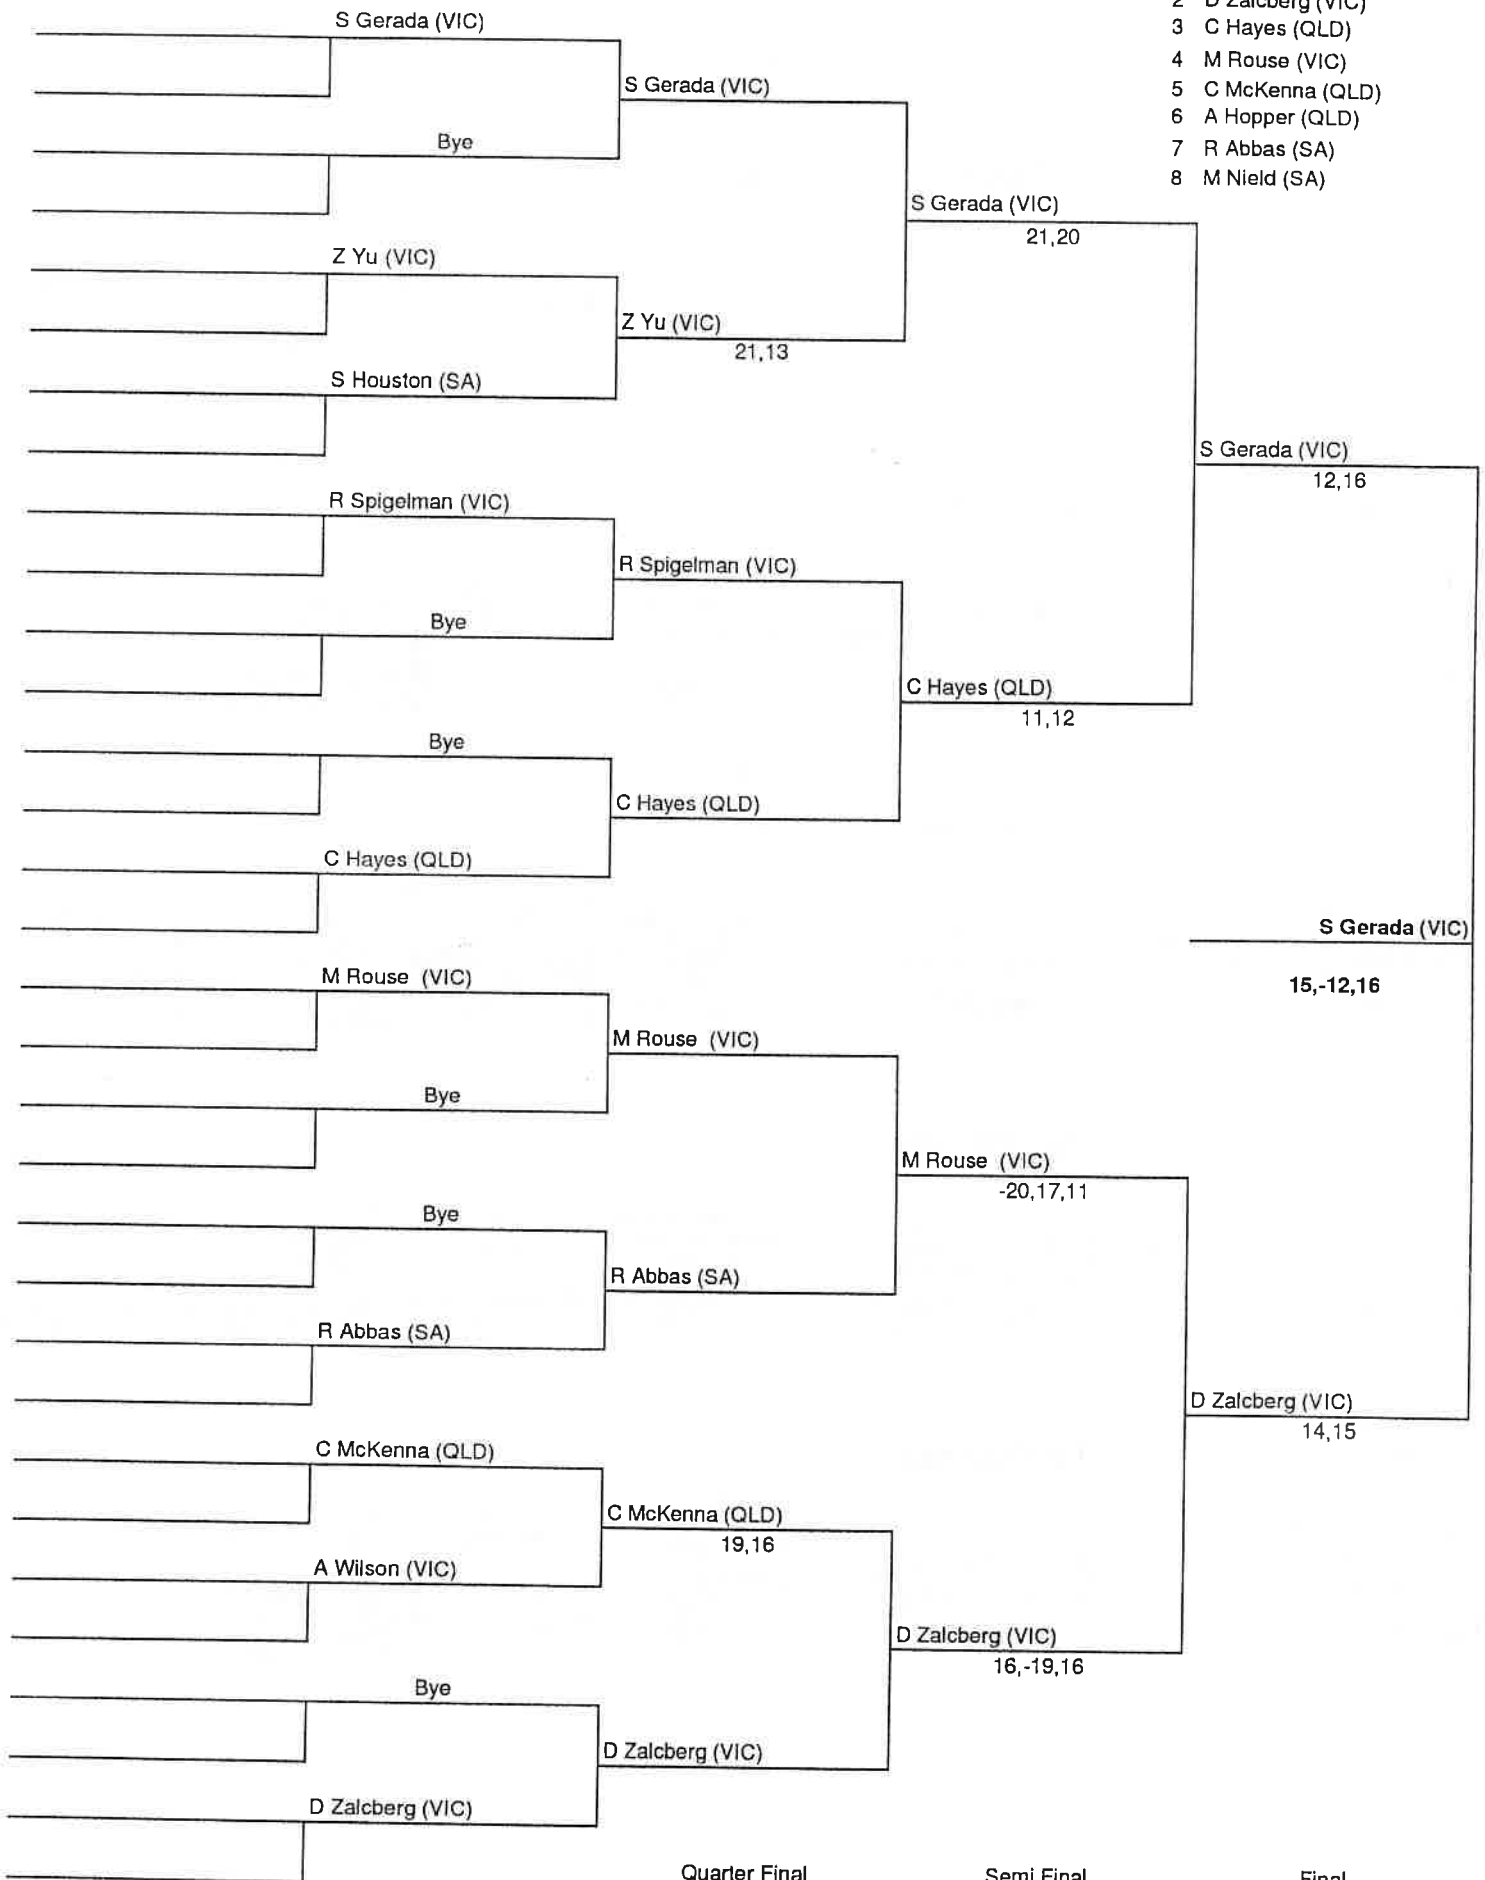 2 D Zalcberg (VIC)
3 C Hayes (QLD)
4 M Rouse (VIC)
5 C McKenna (QLD)
6 A Hopper (QLD)
7 R Abbas (SA)
8 M Nield (SA)
S Gerada (VIC)
Bye
Z Yu (VIC)
S Houston (SA)
R Spigelman (VIC)
Bye
Bye
C Hayes (QLD)
M Rouse (VIC)
Bye
Bye
R Abbas (SA)
C McKenna (QLD)
A Wilson (VIC)
Bye
D Zalcberg (VIC)
S Gerada (VIC)
Z Yu (VIC)
21,13
R Spigelman (VIC)
C Hayes (QLD)
M Rouse (VIC)
R Abbas (SA)
C McKenna (QLD)
19,16
D Zalcberg (VIC)
Quarter Final
S Gerada (VIC)
21,20
C Hayes (QLD)
11,12
M Rouse (VIC)
-20,17,11
D Zalcberg (VIC)
16,-19,16
Semi Final
S Gerada (VIC)
12,16
D Zalcberg (VIC)
14,15
Final
S Gerada (VIC)
15,-12,16